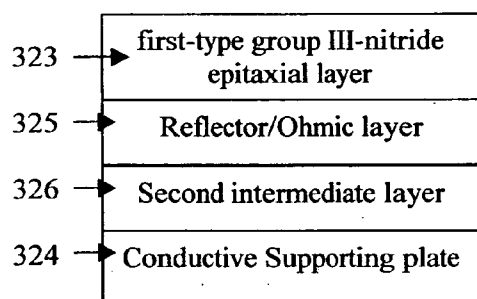 323
first-type group III-nitride
epitaxial layer
325
Reflector/Ohmic layer
326
Second intermediate layer
324
Conductive Supporting plate